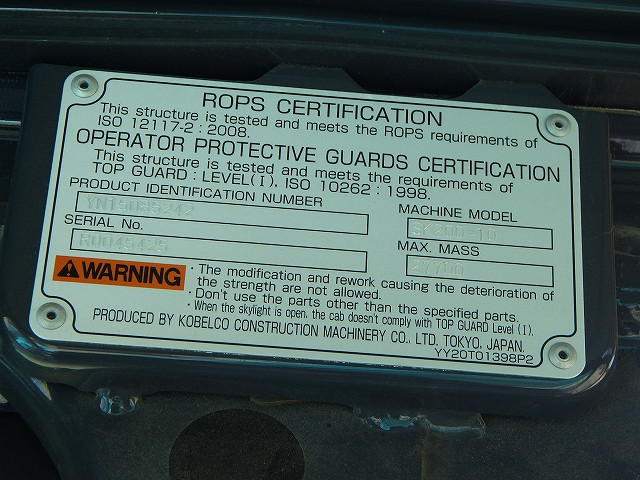 ROPS CERTIFICATION
This structure is tested and meets the ROPS requirements of
ISO 12117-2 : 2008.
OPERATOR PROTECTIVE GUARDS CERTIFICATION
This structure is tested and meets the requirements of
TOP GUARD : LEVEL(I). ISO 10262 : 1998.
PRODUCT IDENTIFICATION NUMBER
MACHINE MODEL
SK200-10
SERIAL No.
R0045425
MAX. MASS
27700
WARNING
· The modification and rework causing the deterioration of
the strength are not allowed.
· Don't use the parts other than the specified parts.
· When the skylight is open. the cab doesn't comply with TOP GUARD Level (I).
PRODUCED BY KOBELCO CONSTRUCTION MACHINERY CO., LTD. TOKYO, JAPAN.
YY20T01398P2